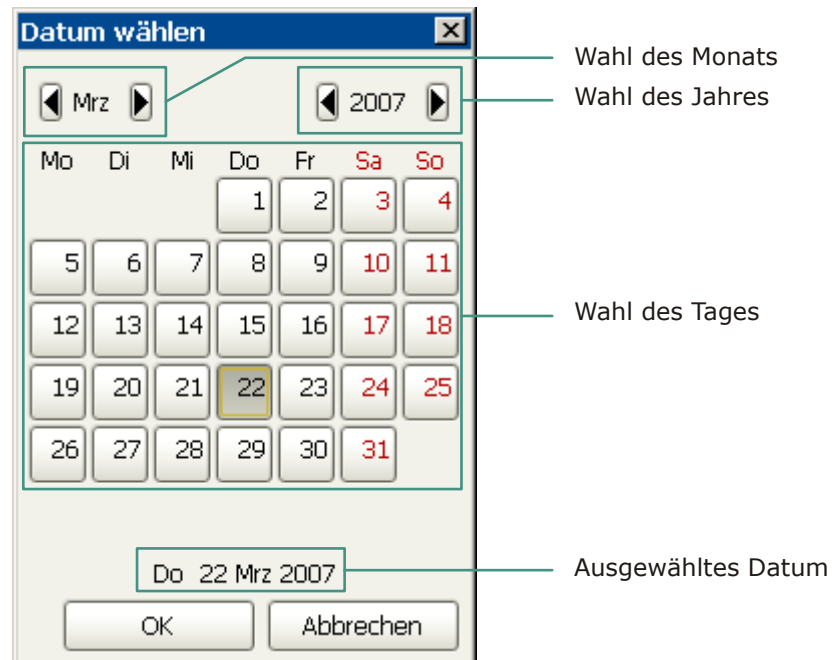 Datum wählen
Wahl des Monats
Mrz 2007
Wahl des Jahres
Mo Di Mi Do Fr Sa So
1 2 3 4
5 6 7 8 9 10 11
12 13 14 15 16 17 18
Wahl des Tages
19 20 21 22 23 24 25
26 27 28 29 30 31
Do 22 Mrz 2007
Ausgewähltes Datum
OK Abbrechen